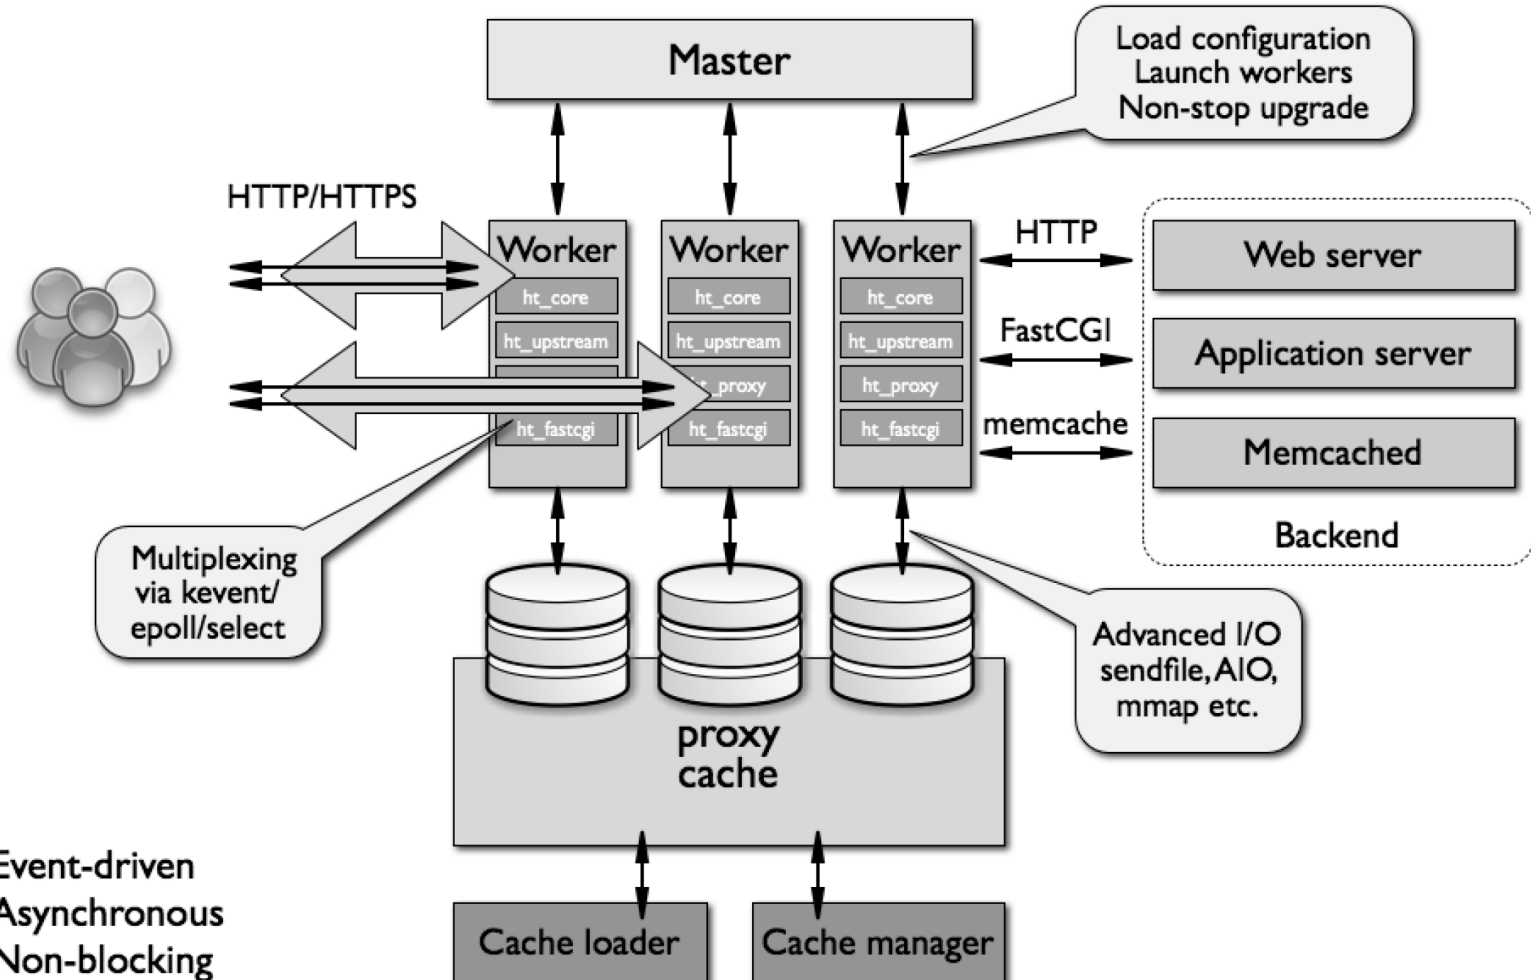 Master
Load configuration
Launch workers
Non-stop upgrade
HTTP/HTTPS
Worker
ht_core
ht_upstream
ht_fastcgi
Worker
ht_core
ht_upstream
ht_proxy
ht_fastcgi
Worker
ht_core
ht_upstream
ht_proxy
ht_fastcgi
HTTP
FastCGI
memcache
Web server
Application server
Memcached
Backend
Multiplexing
via kevent/
epoll/select
Advanced I/O
sendfile, AIO,
mmap etc.
proxy
cache
Event-driven
Asynchronous
Non-blocking
Cache loader
Cache manager